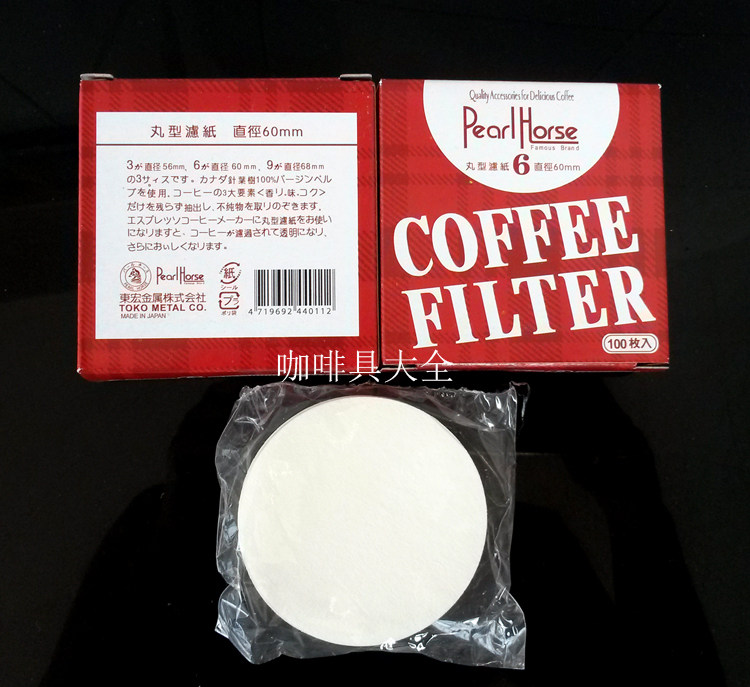 丸型濾紙 直徑60mm
3が直径56mm, 6が直径60mm, 9が直径68mm
の3サイズです。カナダ針葉樹100%バージンベル
プを使用、コーヒーの3大要素<香り、味、コク>
だけを残らず抽出し、不純物を取りのぞきます。
エスプレッソコーヒーメーカーに丸型濾紙をお使い
になりますと、コーヒーが濾過されて透明になり、
さらにおいしくなります。
Pearl Horse
紙
シール
プラ
ポリ袋
東宏金属株式会社
TOKO METAL CO.
MADE IN JAPAN
4 719692 440112
Quality Accessories for Delicious Coffee
Pearl Horse
Famous Brand
丸型濾紙 6 直徑60mm
COFFEE
FILTER
100枚入
咖啡具大全